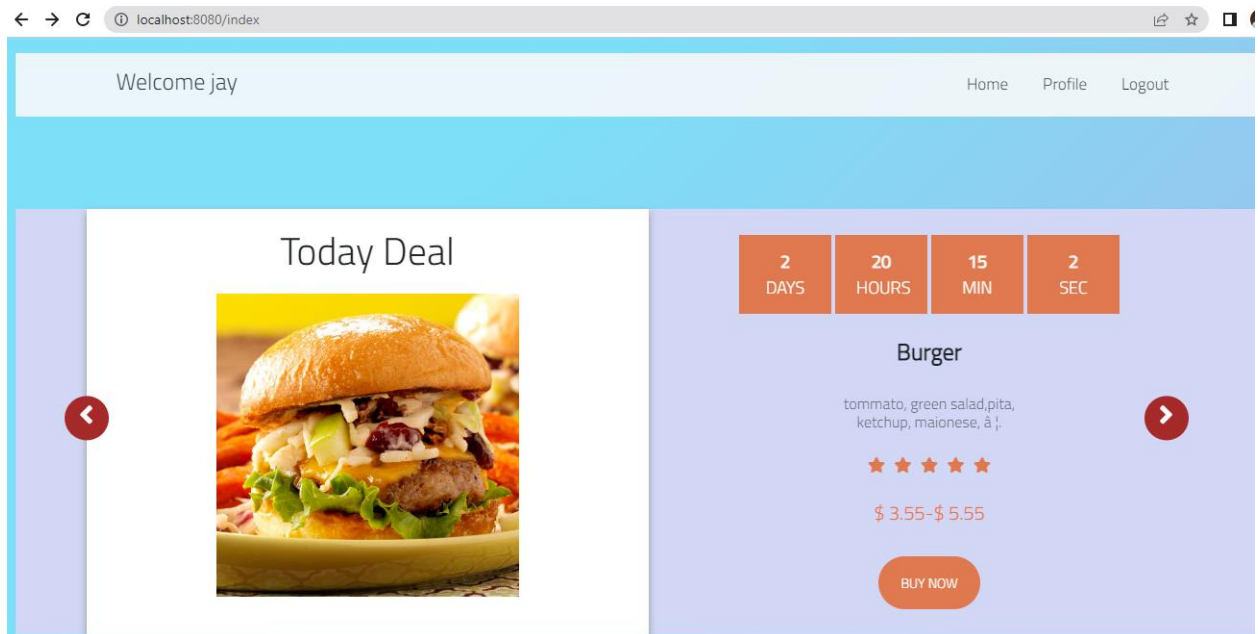 localhost:8080/index
Welcome jay
Home Profile Logout
Today Deal
2 20 15 2
DAYS HOURS MIN SEC
Burger
tommato, green salad,pita,
ketchup, maionese, â ¦.
$ 3.55-$ 5.55
BUY NOW